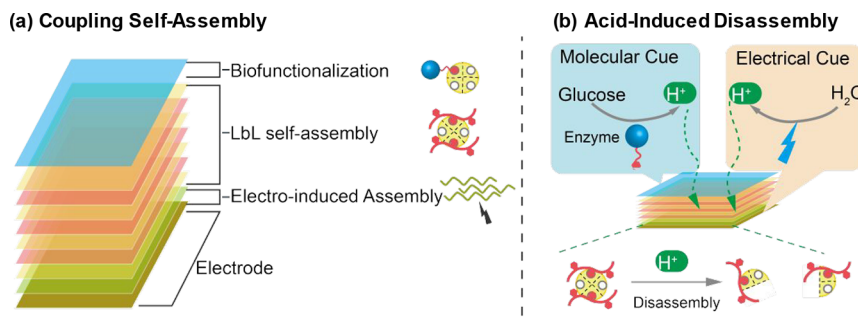 (a) Coupling Self-Assembly
Biofunctionalization
LbL self-assembly
Electro-induced Assembly
Electrode
(b) Acid-Induced Disassembly
Molecular Cue
Electrical Cue
Glucose
H+
H+
H2O
Enzyme
H+
Disassembly